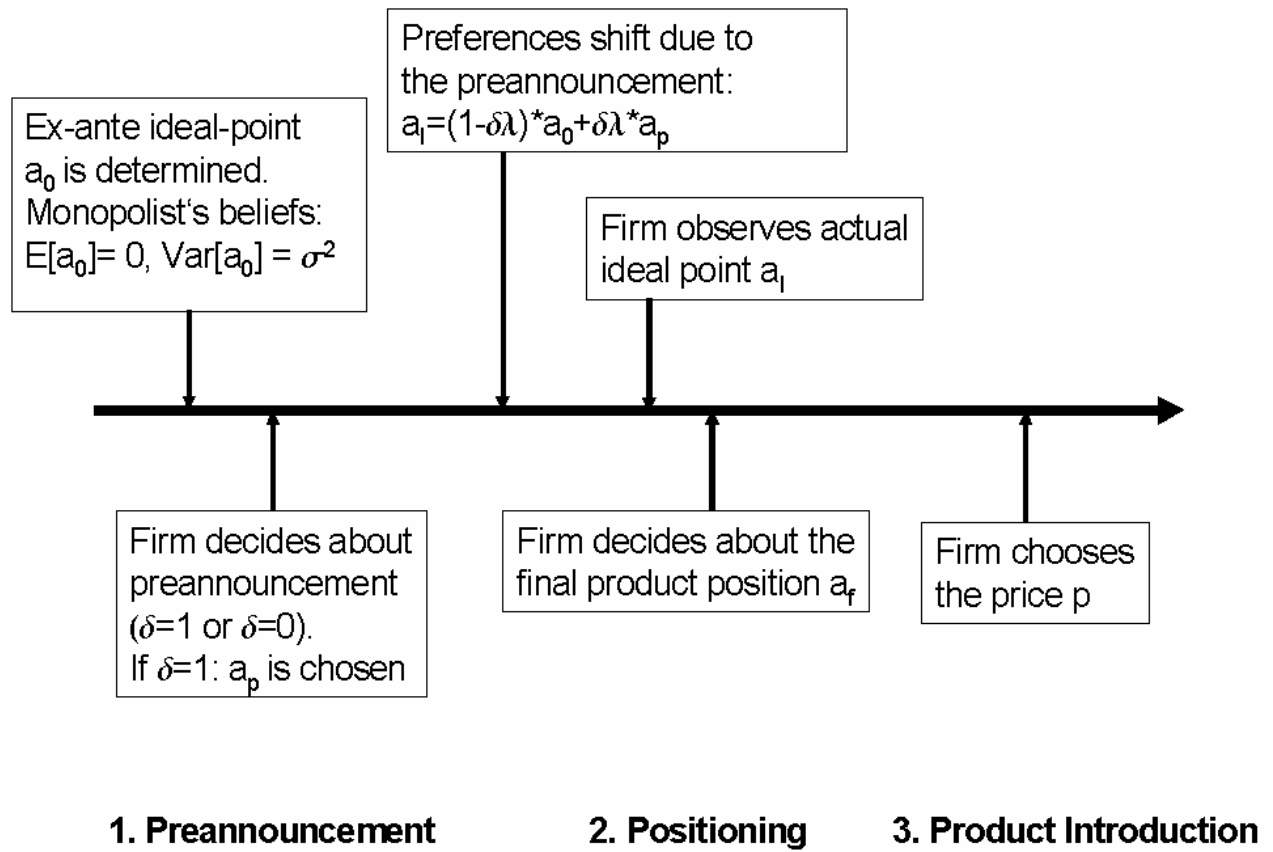 Preferences shift due to
the preannouncement:
aI=(1-δλ)*a0+δλ*ap
Ex-ante ideal-point
a0 is determined.
Monopolist‘s beliefs:
E[a0]= 0, Var[a0] = σ²
Firm observes actual
ideal point aI
Firm decides about
preannouncement
(δ=1 or δ=0).
If δ=1: ap is chosen
Firm decides about the
final product position af
Firm chooses
the price p
1. Preannouncement
2. Positioning
3. Product Introduction